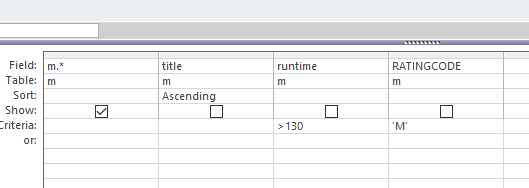 Field: m.* title runtime RATINGCODE
Table: m m m m
Sort: Ascending
Show:
Criteria: >130 'M'
or: